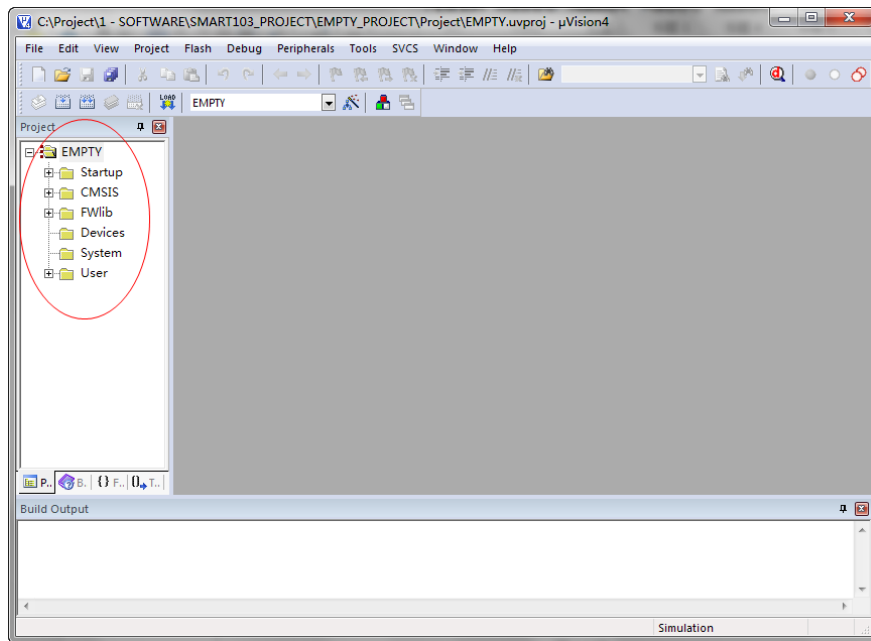 C:\Project\1 - SOFTWARE\SMART103_PROJECT\EMPTY_PROJECT\Project\EMPTY.uvproj - µVision4
File Edit View Project Flash Debug Peripherals Tools SVCS Window Help
LOAD EMPTY
Project
EMPTY
Startup
CMSIS
FWlib
Devices
System
User
P.. B. {} F.. T..
Build Output
Simulation